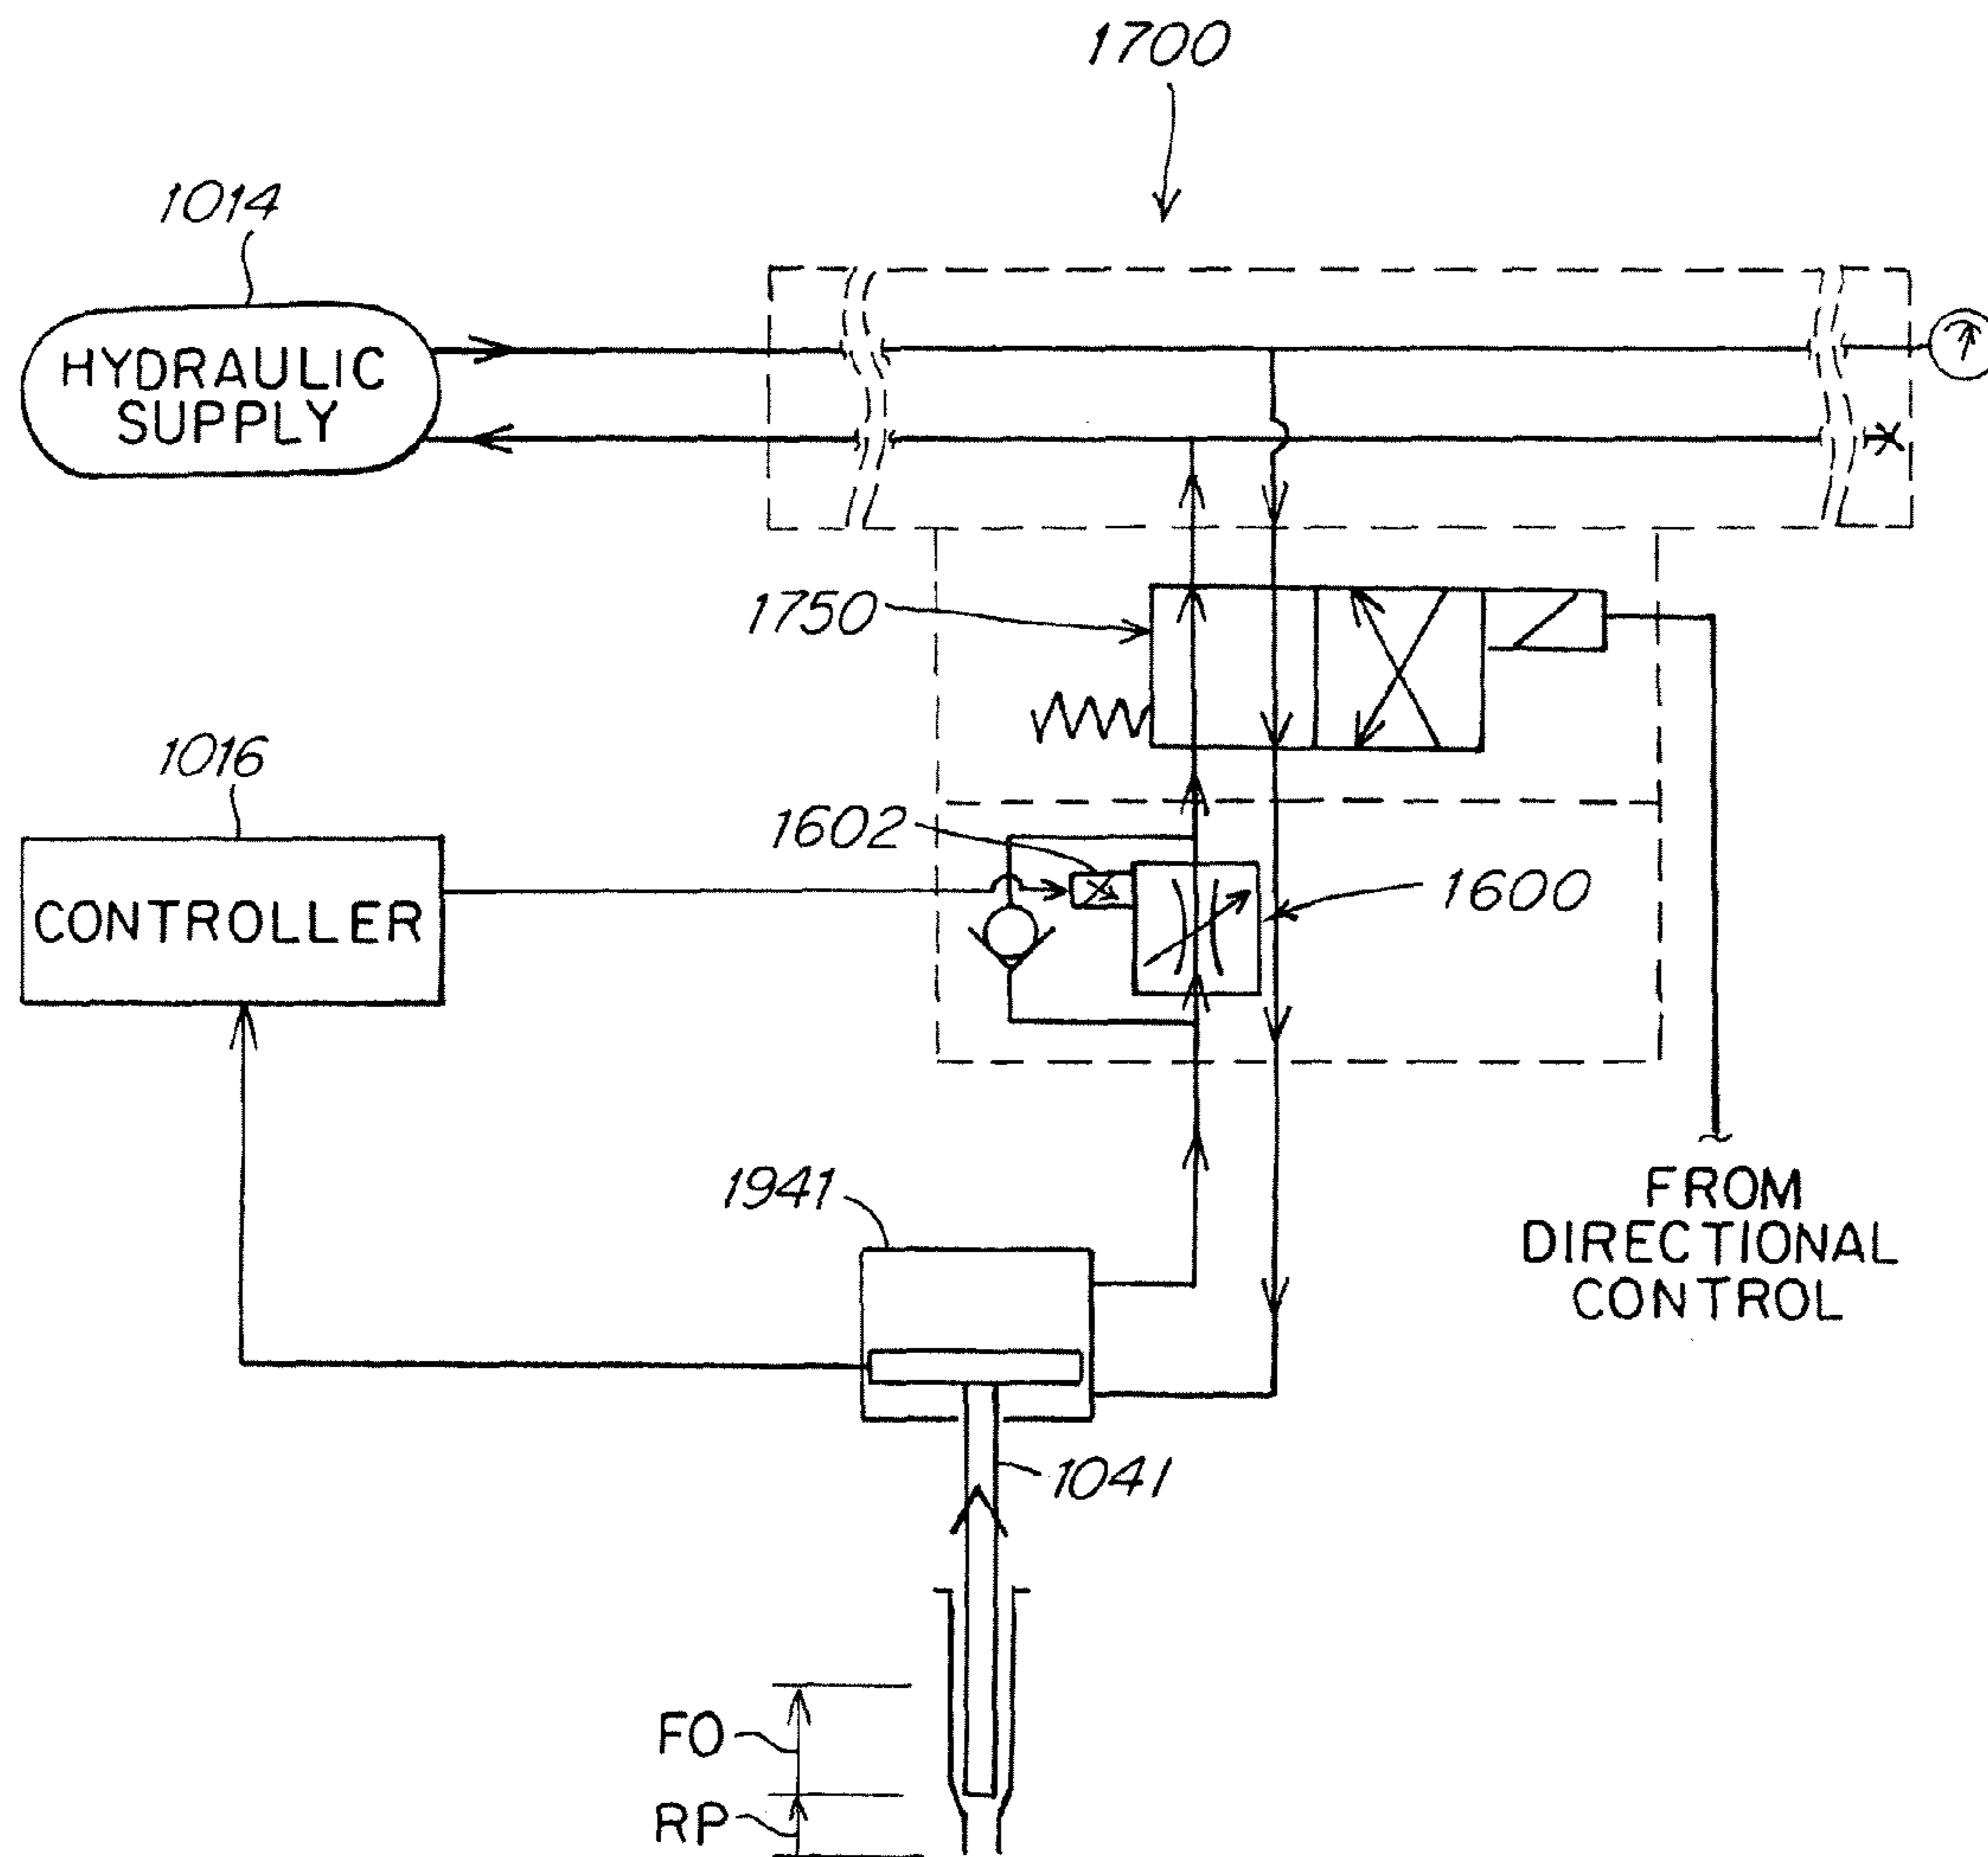 1700
1014
HYDRAULIC
SUPPLY
1750
1016
1602
CONTROLLER
1600
1941
FROM
DIRECTIONAL
CONTROL
1041
FO
RP